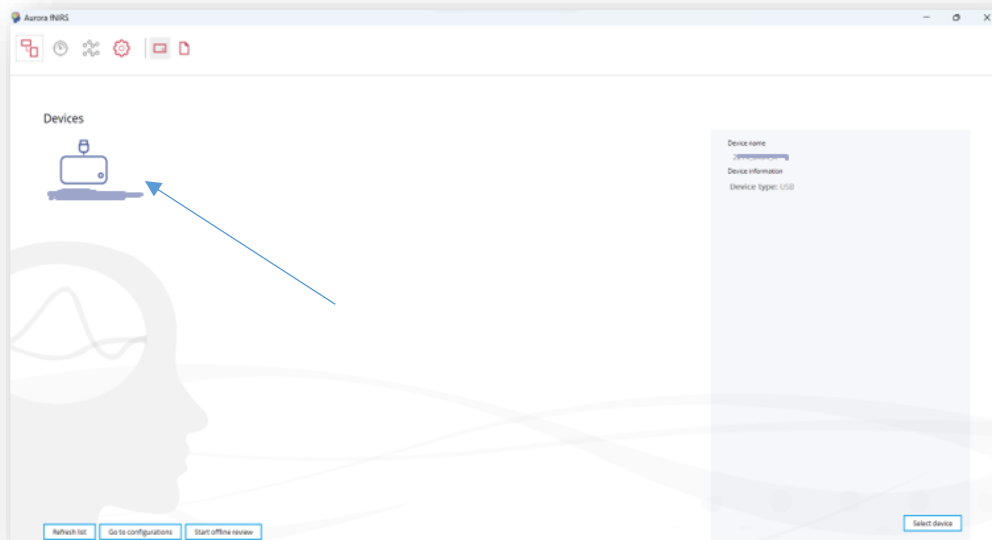 Aurora fNIRS
Devices
Device name
Device information
Device type: USB
Refresh list
Go to configurations
Start offline review
Select device